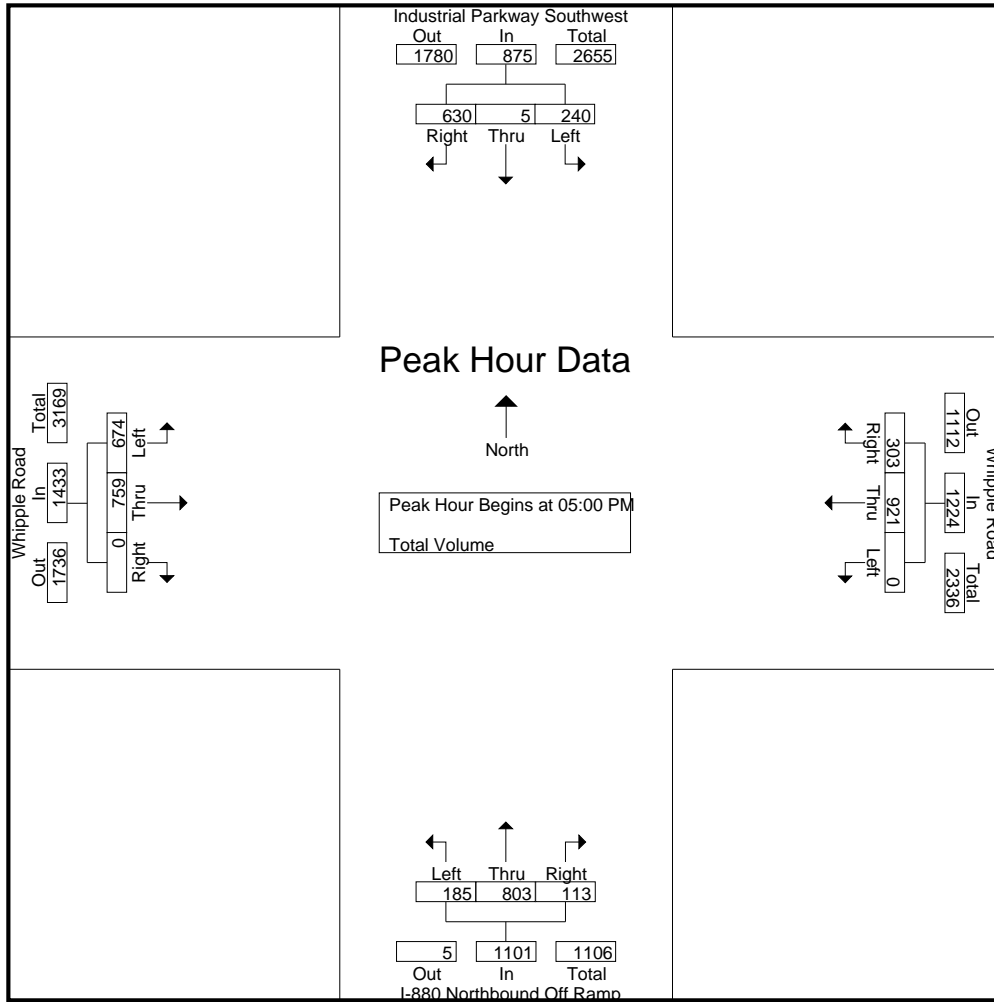 Industrial Parkway Southwest
Out In Total
1780 875 2655
630 5 240
Right Thru Left
Peak Hour Data
North
Peak Hour Begins at 05:00 PM
Total Volume
Whipple Road
Total In Out
3169 1433 1736
674 759 0
Left Thru Right
Whipple Road
Out In Total
1112 1224 2336
303 921 0
Right Thru Left
Left Thru Right
185 803 113
5 1101 1106
Out In Total
I-880 Northbound Off Ramp